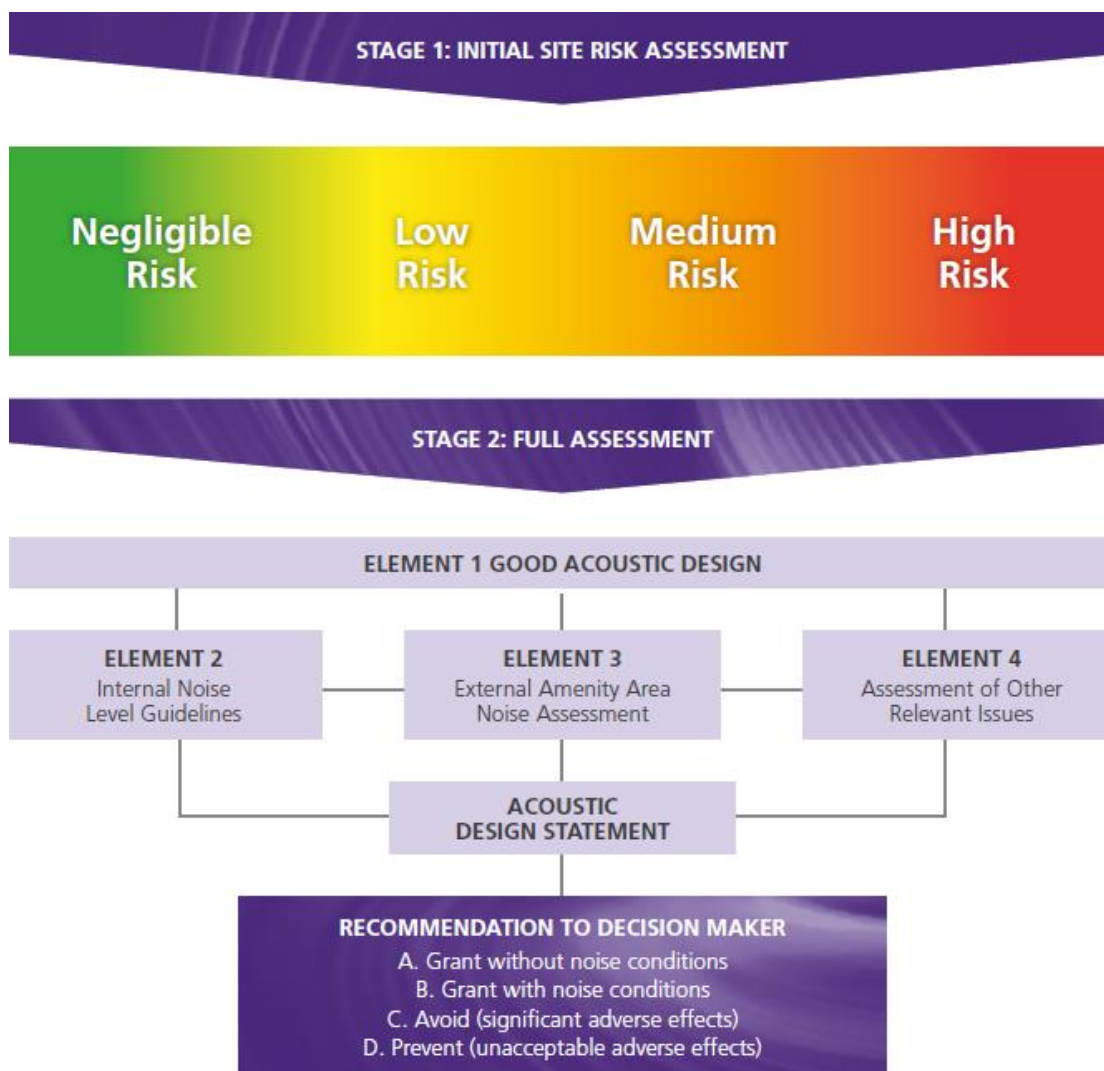 STAGE 1: INITIAL SITE RISK ASSESSMENT
Negligible
Risk
Low
Risk
Medium
Risk
High
Risk
STAGE 2: FULL ASSESSMENT
ELEMENT 1 GOOD ACOUSTIC DESIGN
ELEMENT 2
Internal Noise
Level Guidelines
ELEMENT 3
External Amenity Area
Noise Assessment
ELEMENT 4
Assessment of Other
Relevant Issues
ACOUSTIC
DESIGN STATEMENT
RECOMMENDATION TO DECISION MAKER
A. Grant without noise conditions
B. Grant with noise conditions
C. Avoid (significant adverse effects)
D. Prevent (unacceptable adverse effects)